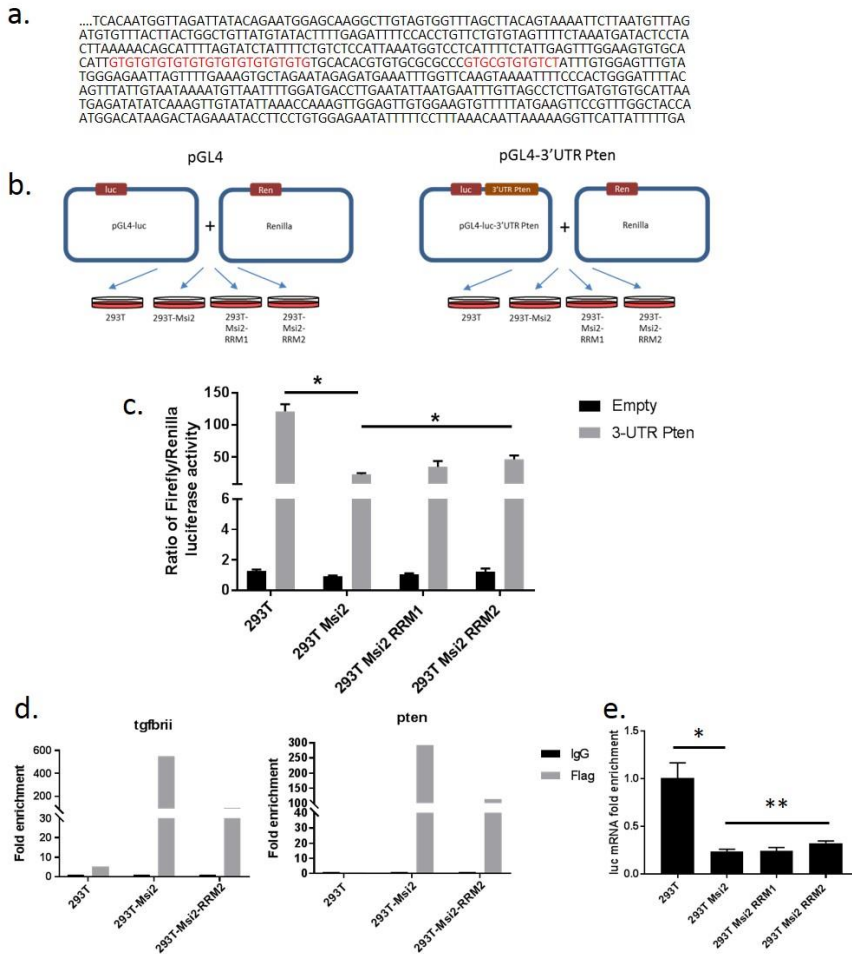 a.
....TCACAATGGTTAGATTATACAGAATGGAGCAAGGCTTGTAGTGGTTTAGCTTACAGTAAAATTCTTAATGTTTAG
ATGTGTTTACTTACTGGCTGTTATGTATACTTTTGAGATTTTCCACCTGTTCTGTGTAGTTTTCTAAATGATACTCCTA
CTTAAAAACAGCATTTTAGTATCTATTTTCTGTCTCCATTAAATGGTCCTCATTTTCTATTGAGTTTGGAAGTGTGCA
CATTGTGTGTGTGTGTGTGTGTGTGTGTGTGCACACGTGTGCGCGCCCGTGCGTGTGTCTATTTGTGGAGTTTGTA
TGGGAGAATTAGTTTTGAAAGTGCTAGAATAGAGATGAAATTTGGTTCAAGTAAAATTTTCCCACTGGGATTTTAC
AGTTTATTGTAATAAAATGTTAATTTTGGATGACCTTGAATATTAATGAATTTGTTAGCCTCTTGATGTGTGCATTAA
TGAGATATATCAAAGTTGTATATTAAACCAAAGTTGGAGTTGTGGAAGTGTTTTTATGAAGTTCCGTTTGGCTACCA
ATGGACATAAGACTAGAAATACCTTCCTGTGGAGAATATTTTTCCTTTAAACAATTAAAAAGGTTCATTATTTTTGA
pGL4
pGL4-3'UTR Pten
b.
luc
Ren
luc
3'UTR Pten
Ren
pGL4-luc
+
Renilla
pGL4-luc-3'UTR Pten
+
Renilla
293T
293T-Msi2
293T-
Msi2-
RRM1
293T-
Msi2-
RRM2
293T
293T-Msi2
293T-
Msi2-
RRM1
293T-
Msi2-
RRM2
c.
Ratio of Firefly/Renilla
luciferase activity
150
100
50
6
4
2
0
*
*
293T
293T Msi2
293T Msi2 RRM1
293T Msi2 RRM2
Empty
3-UTR Pten
d.
tgfbrii
Fold enrichment
600
400
200
30
20
10
0
293T
293T-Msi2
293T-Msi2-RRM2
pten
Fold enrichment
300
250
200
150
100
40
30
20
10
0
293T
293T-Msi2
293T-Msi2-RRM2
IgG
Flag
e.
luc mRNA fold enrichment
1.5
1.0
0.5
0.0
*
**
293T
293T Msi2
293T Msi2 RRM1
293T Msi2 RRM2